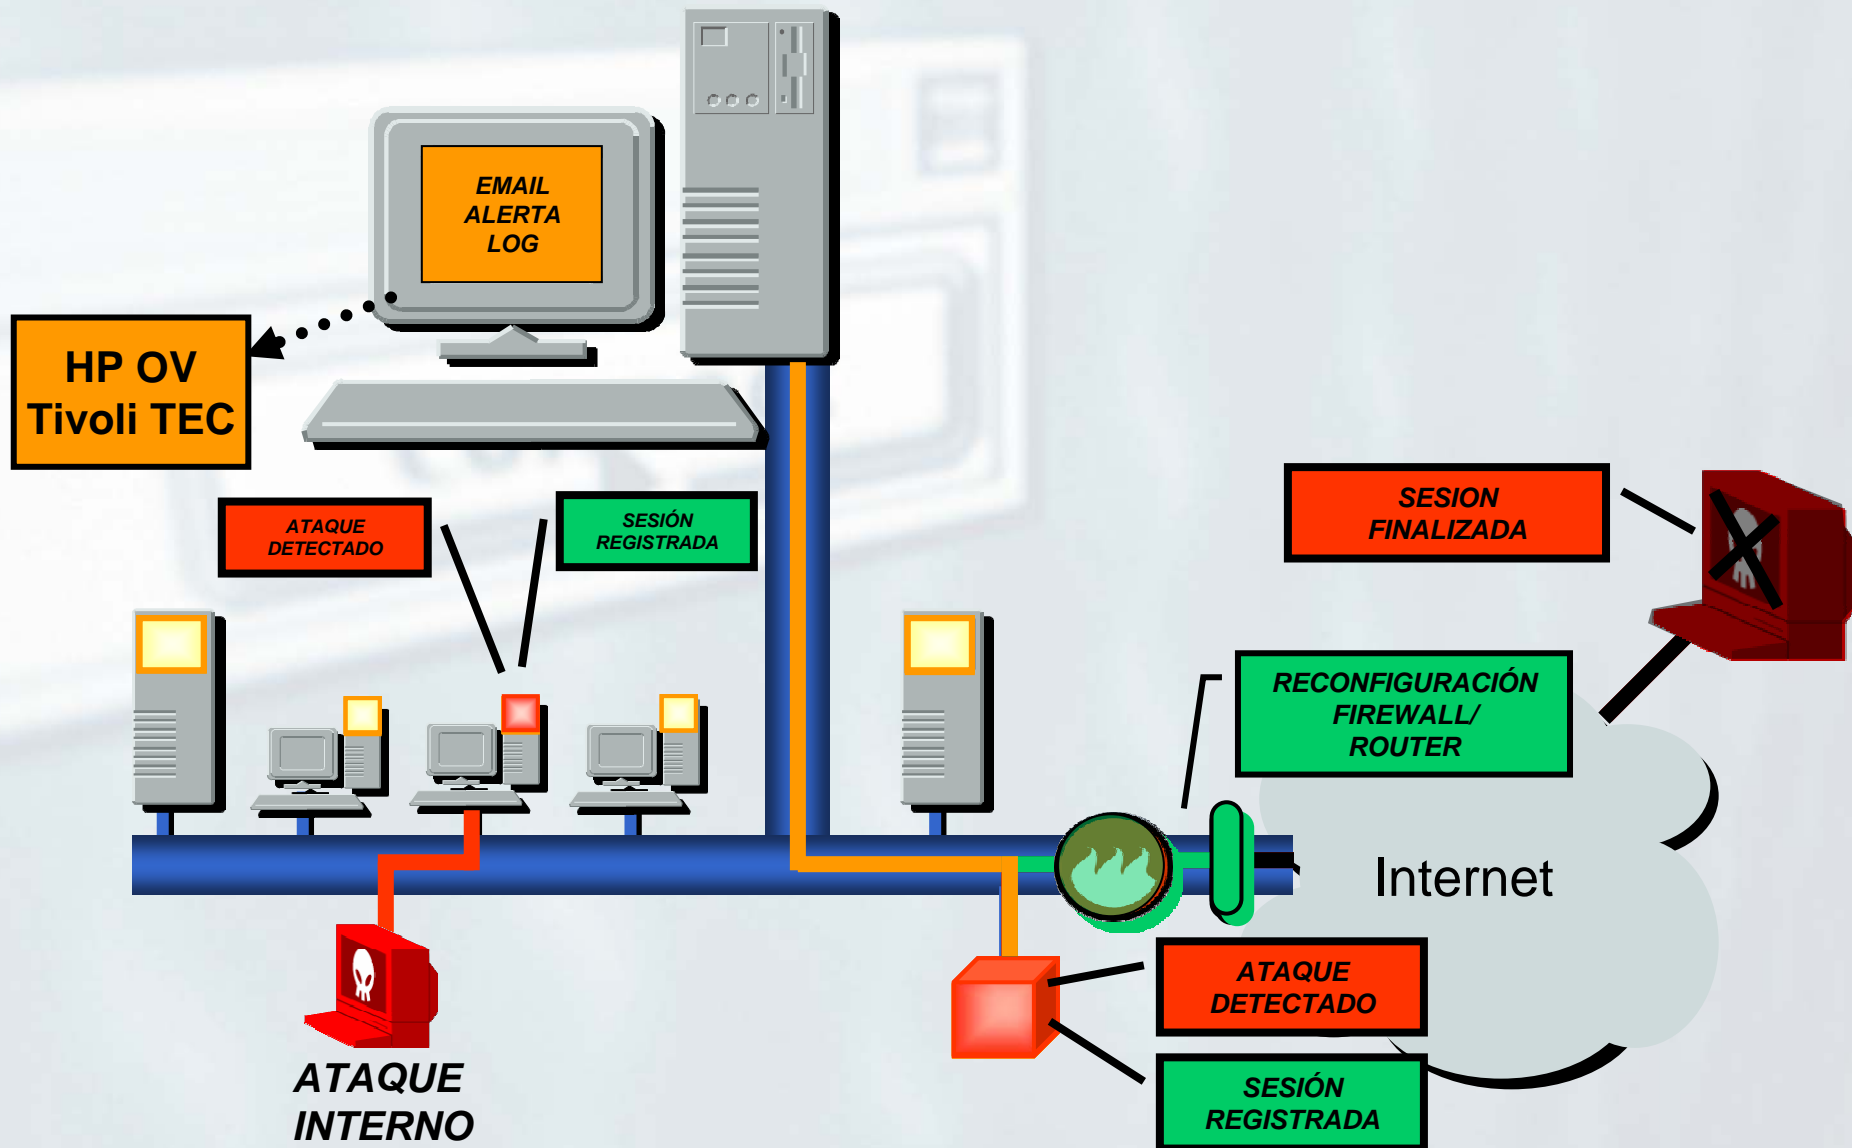 EMAIL
ALERTA
LOG
HP OV
Tivoli TEC
ATAQUE
DETECTADO
SESIÓN
REGISTRADA
SESION
FINALIZADA
RECONFIGURACIÓN
FIREWALL/
ROUTER
Internet
ATAQUE
DETECTADO
SESIÓN
REGISTRADA
ATAQUE
INTERNO